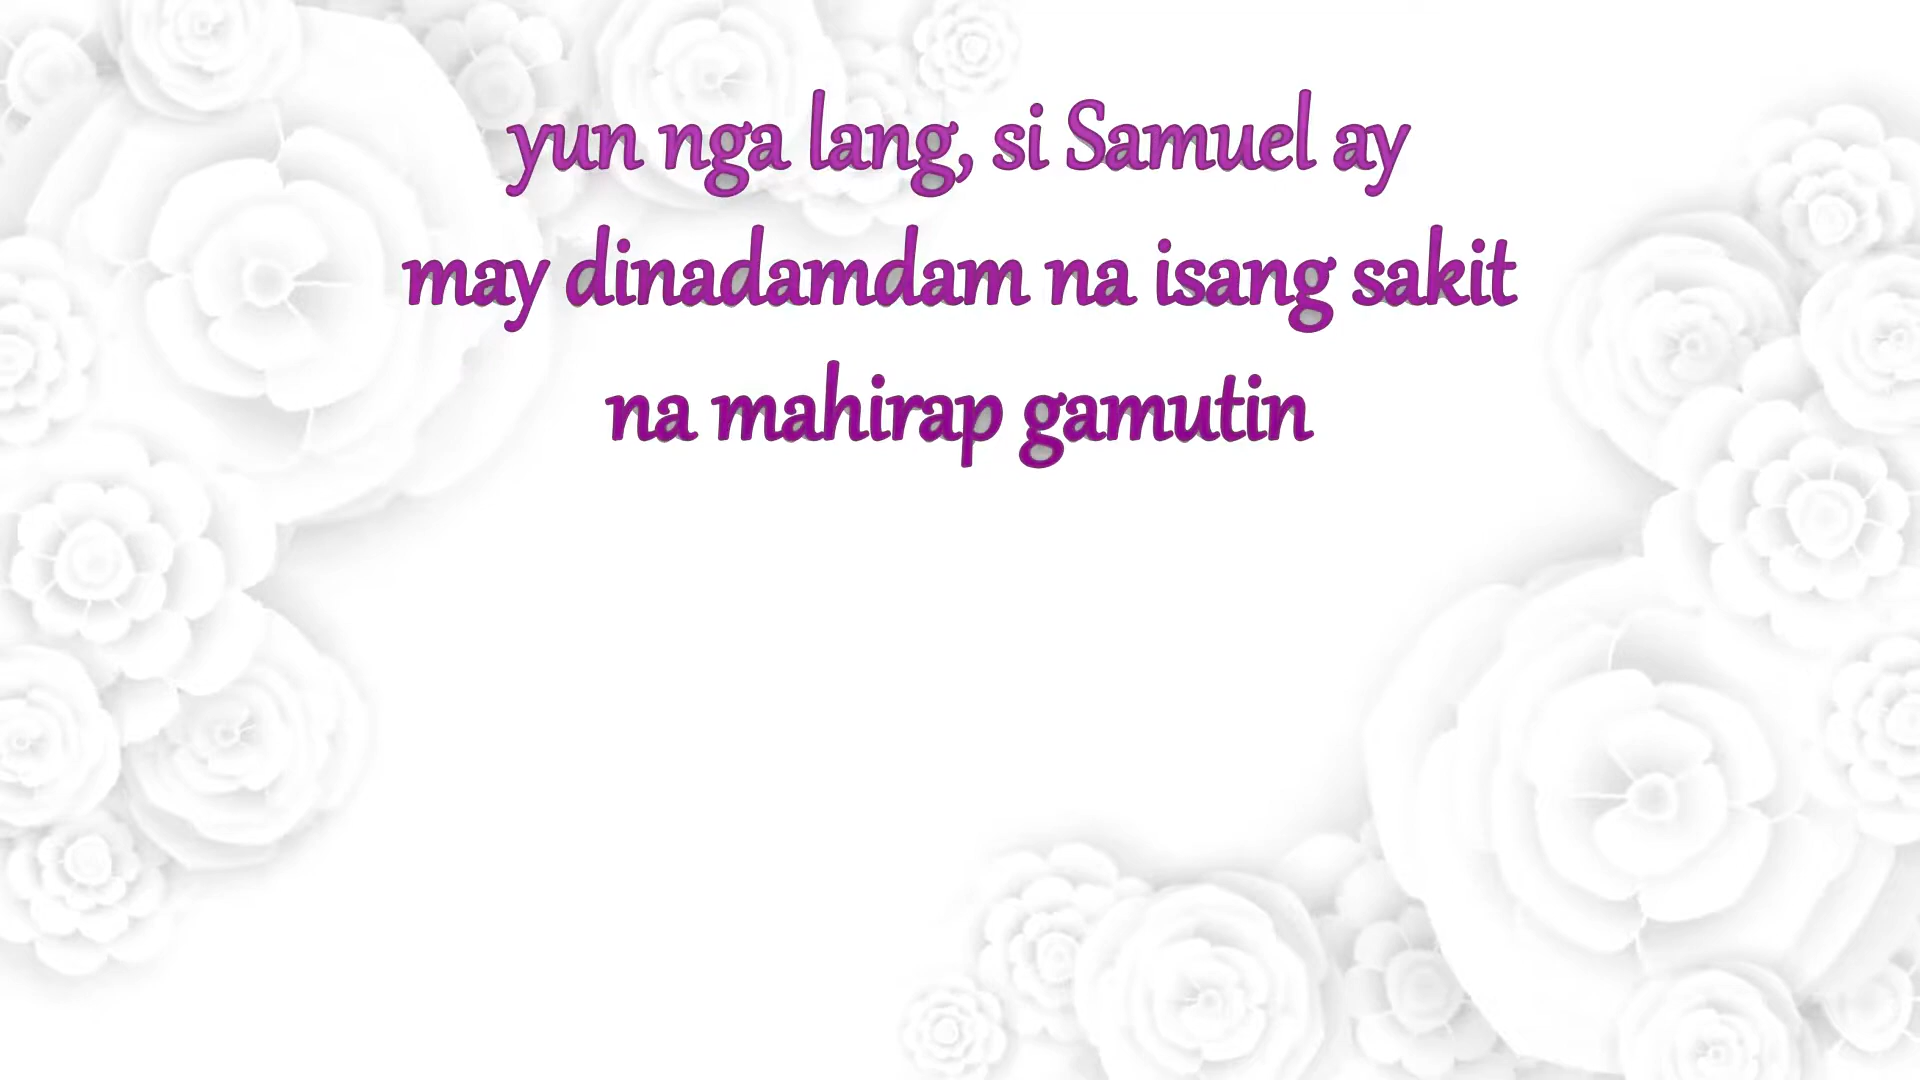 yun nga lang, si Samuel ay
may dinadamdam na isang sakit
na mahirap gamutin